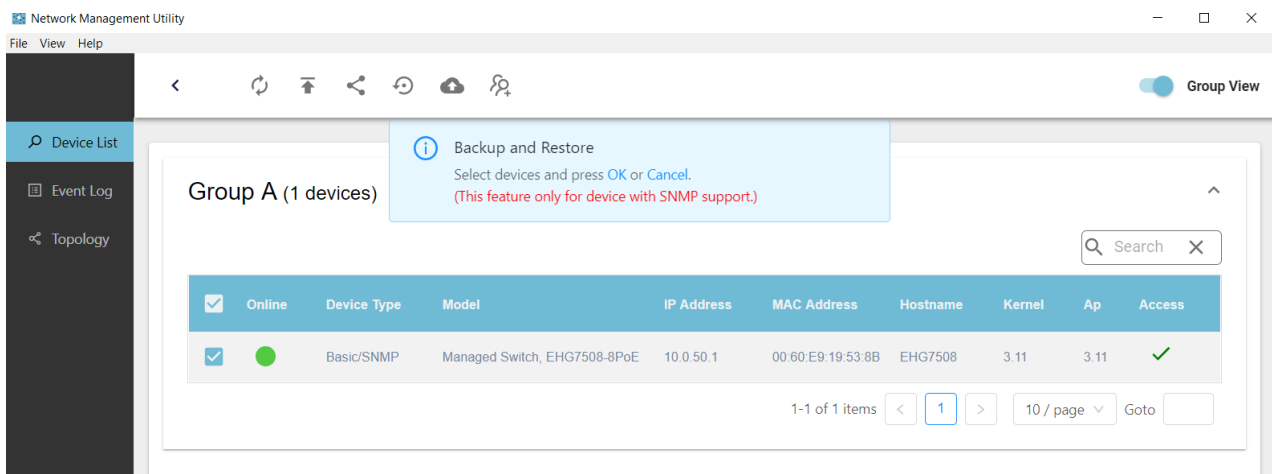 Network Management Utility
File View Help
Group View
Device List
Event Log
Topology
Backup and Restore
Select devices and press OK or Cancel.
(This feature only for device with SNMP support.)
Group A (1 devices)
Search
Online Device Type Model IP Address MAC Address Hostname Kernel Ap Access
Basic/SNMP Managed Switch, EHG7508-8PoE 10.0.50.1 00:60:E9:19:53:8B EHG7508 3.11 3.11
1-1 of 1 items < 1 > 10 / page Goto